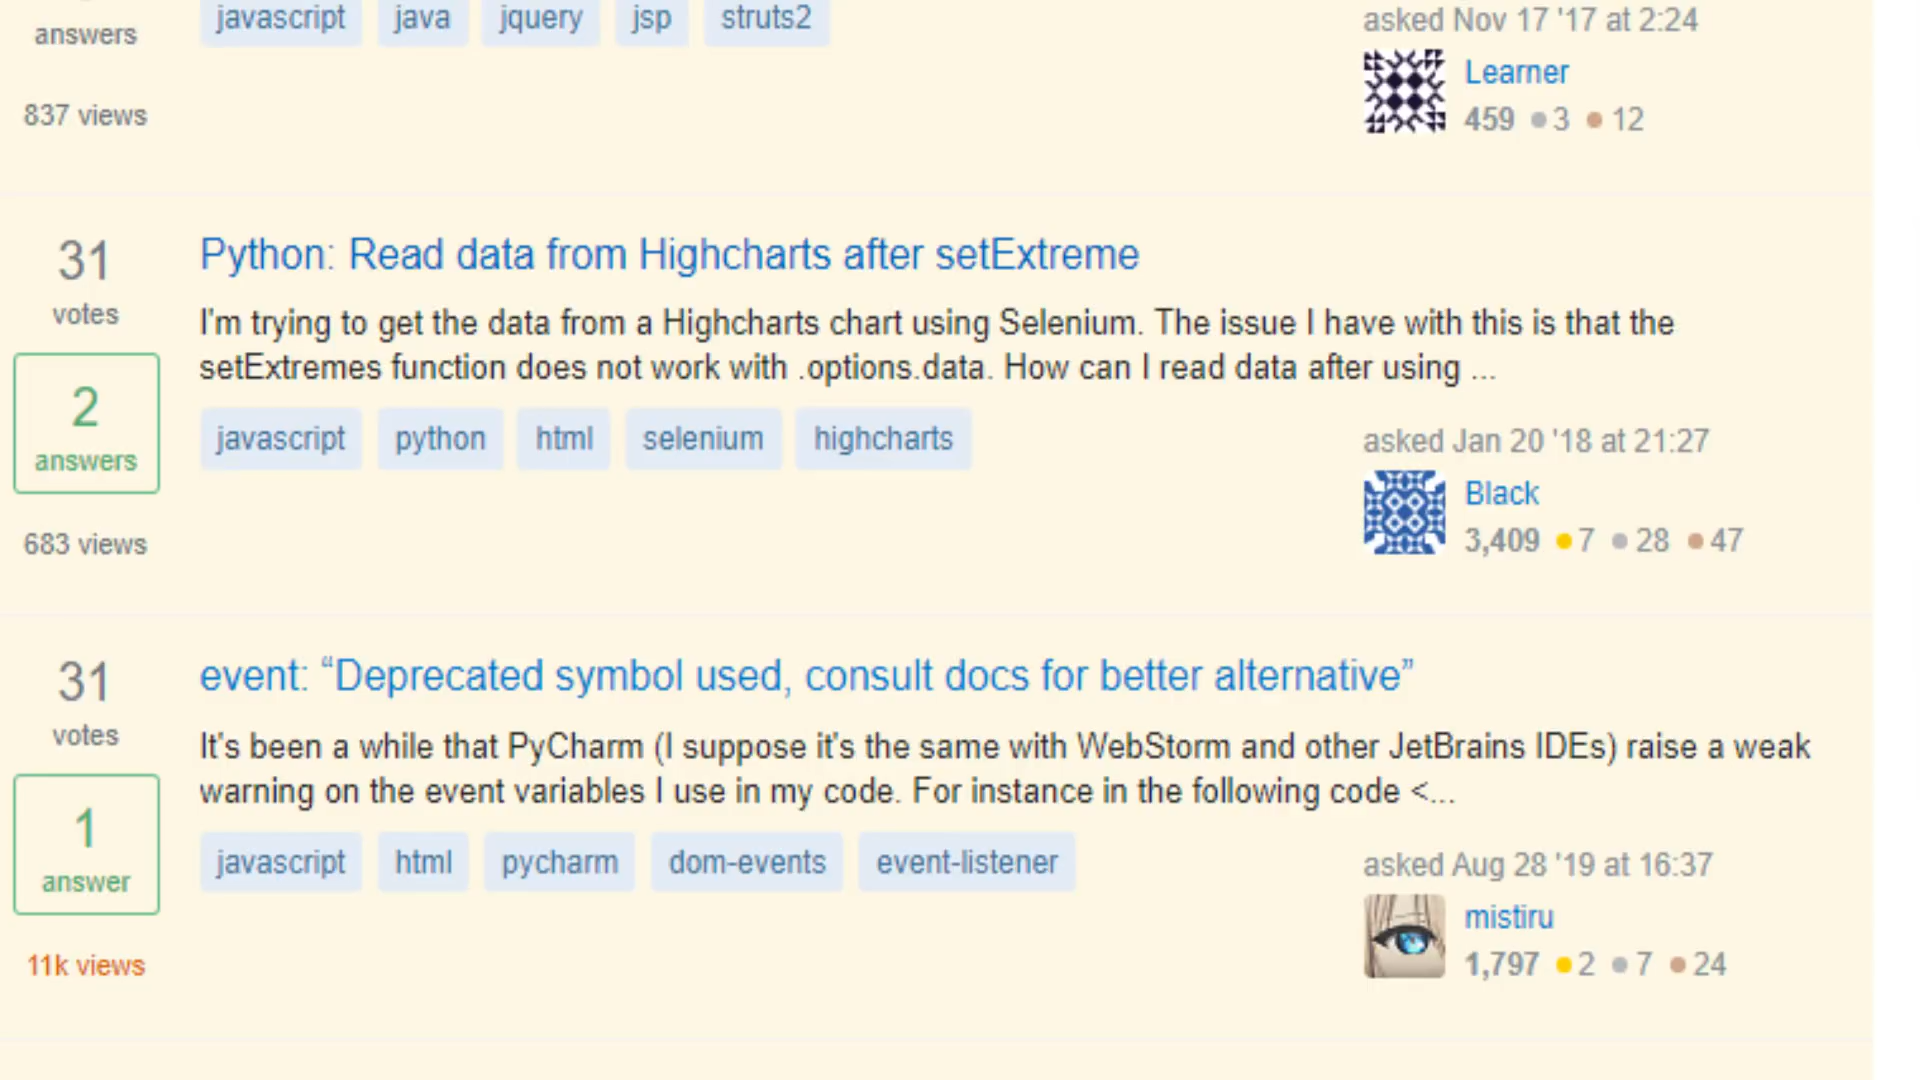 javascript java jquery jsp struts2
asked Nov 17 '17 at 2:24
answers
Learner
837 views
459 3 12
31
votes
Python: Read data from Highcharts after setExtreme
I'm trying to get the data from a Highcharts chart using Selenium. The issue I have with this is that the
setExtremes function does not work with .options.data. How can I read data after using ...
2
answers
javascript python html selenium highcharts
asked Jan 20 '18 at 21:27
Black
683 views
3,409 7 28 47
31
votes
event: “Deprecated symbol used, consult docs for better alternative”
It's been a while that PyCharm (I suppose it's the same with WebStorm and other JetBrains IDEs) raise a weak
warning on the event variables I use in my code. For instance in the following code <...
1
answer
javascript html pycharm dom-events event-listener
asked Aug 28 '19 at 16:37
mistiru
11k views
1,797 2 7 24